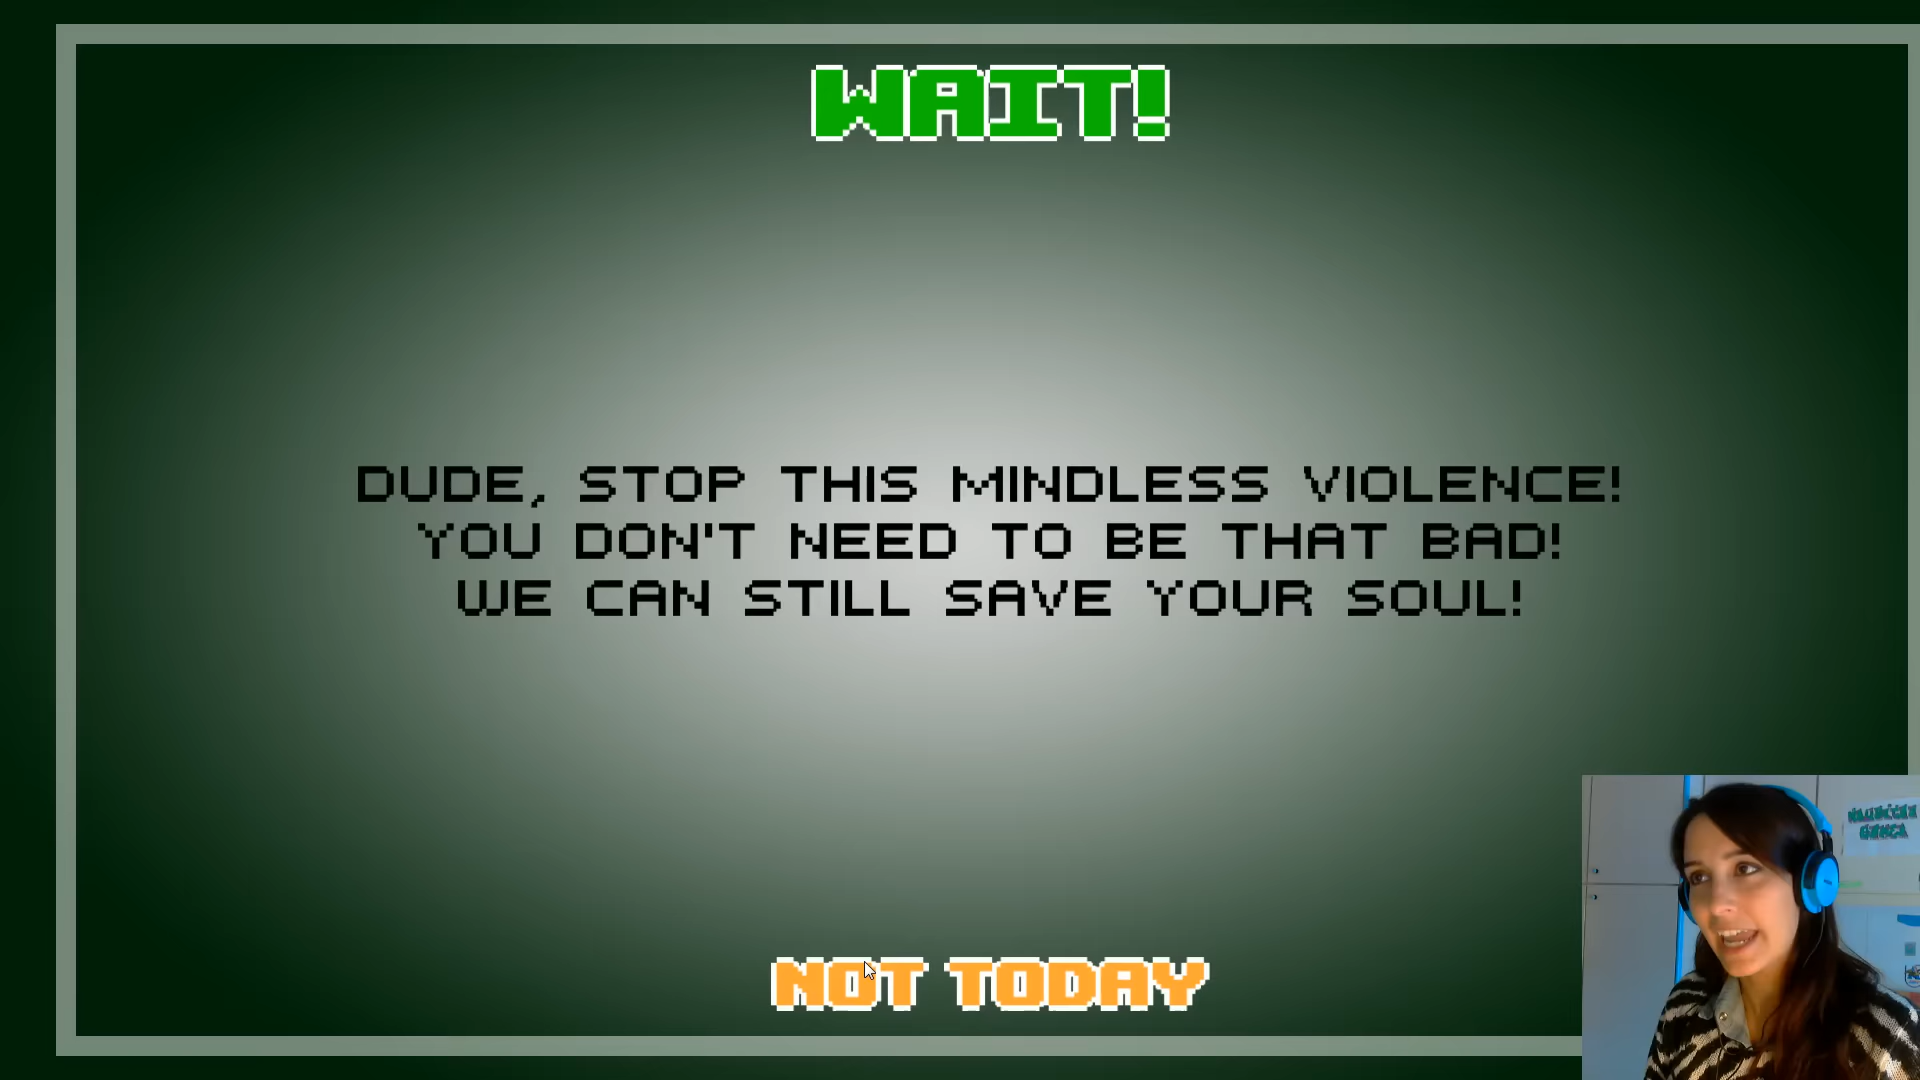 WAIT!
DUDE, STOP THIS MINDLESS VIOLENCE!
YOU DON'T NEED TO BE THAT BAD!
WE CAN STILL SAVE YOUR SOUL!
NOT TODAY